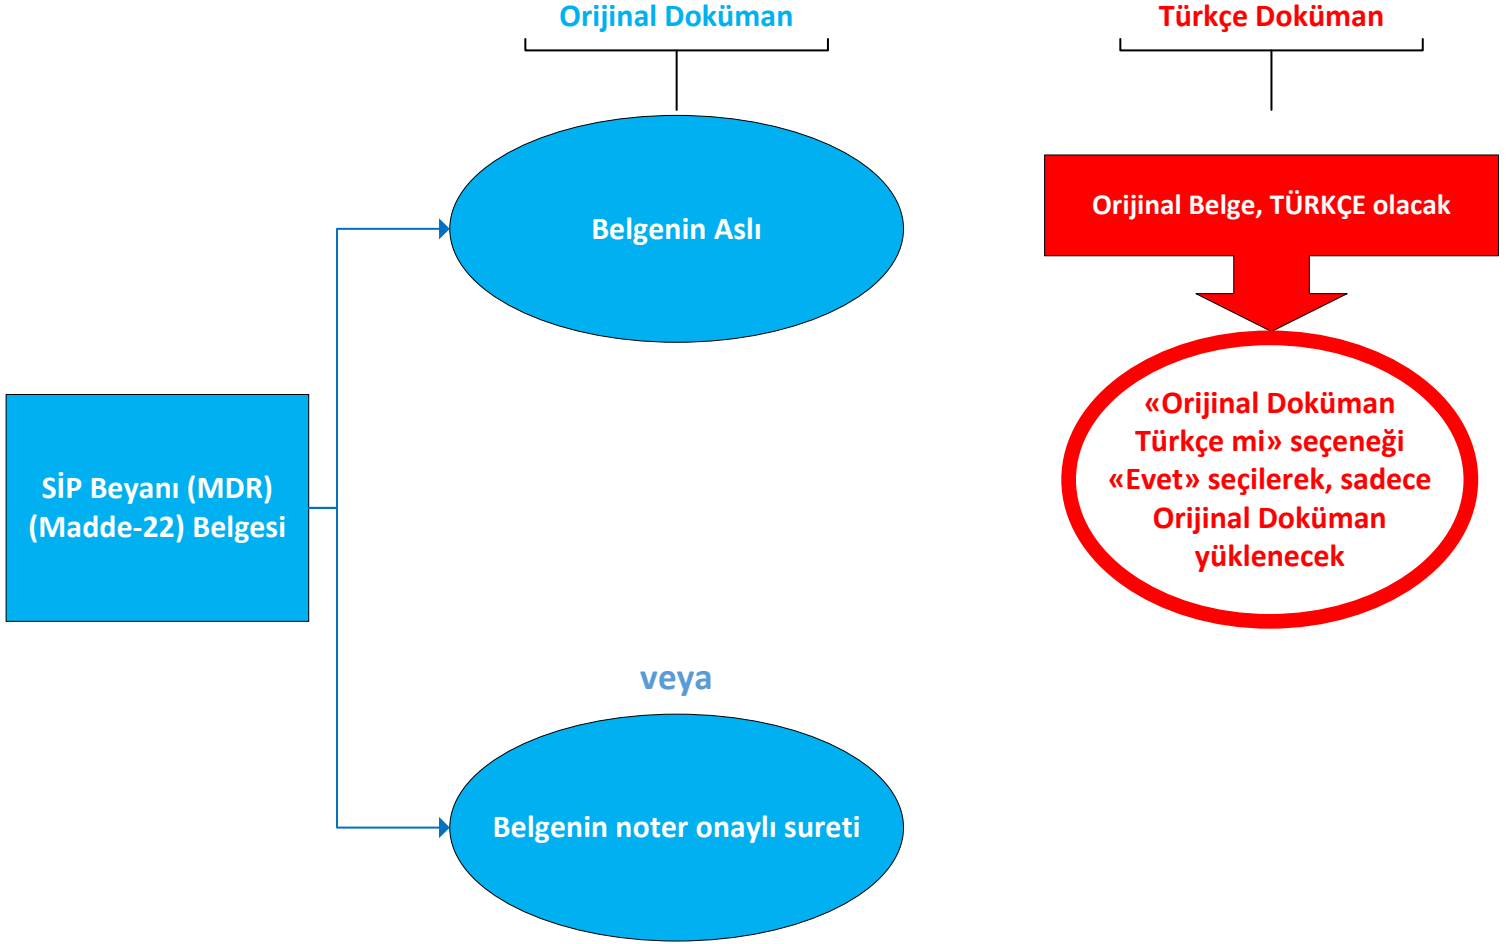 Orijinal Doküman
Türkçe Doküman
Belgenin Aslı
Orijinal Belge, TÜRKÇE olacak
«Orijinal Doküman
Türkçe mi» seçeneği
«Evet» seçilerek, sadece
Orijinal Doküman
yüklenecek
SİP Beyanı (MDR)
(Madde-22) Belgesi
veya
Belgenin noter onaylı sureti